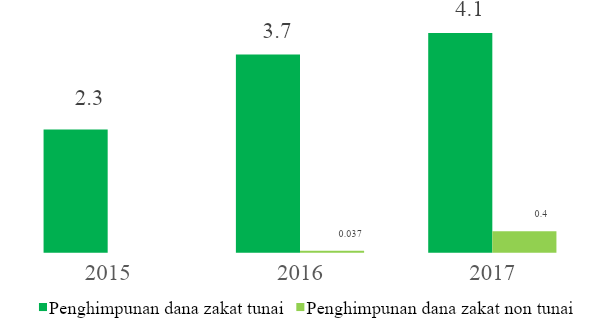 4.1
3.7
2.3
0.4
0.037
2015 2016 2017
Penghimpunan dana zakat tunai Penghimpunan dana zakat non tunai